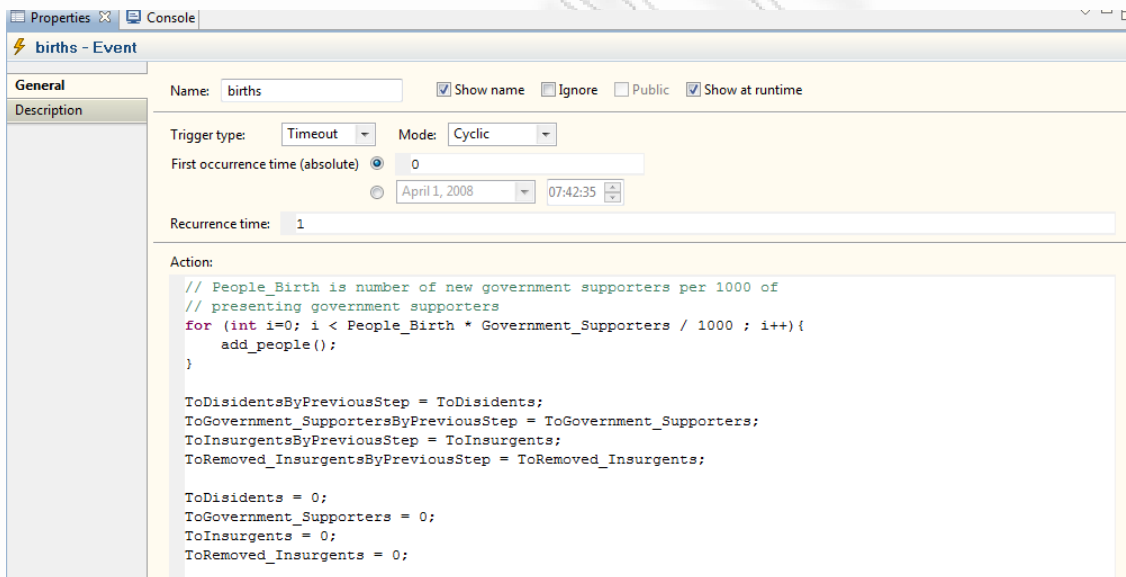 Properties Console
births - Event
General
Description
Name: births Show name Ignore Public Show at runtime
Trigger type: Timeout Mode: Cyclic
First occurrence time (absolute) 0
April 1, 2008 07:42:35
Recurrence time: 1
Action:
// People_Birth is number of new government supporters per 1000 of
// presenting government supporters
for (int i=0; i < People_Birth * Government_Supporters / 1000 ; i++){
add_people();
}
ToDisidentsByPreviousStep = ToDisidents;
ToGovernment_SupportersByPreviousStep = ToGovernment_Supporters;
ToInsurgentsByPreviousStep = ToInsurgents;
ToRemoved_InsurgentsByPreviousStep = ToRemoved_Insurgents;
ToDisidents = 0;
ToGovernment_Supporters = 0;
ToInsurgents = 0;
ToRemoved_Insurgents = 0;